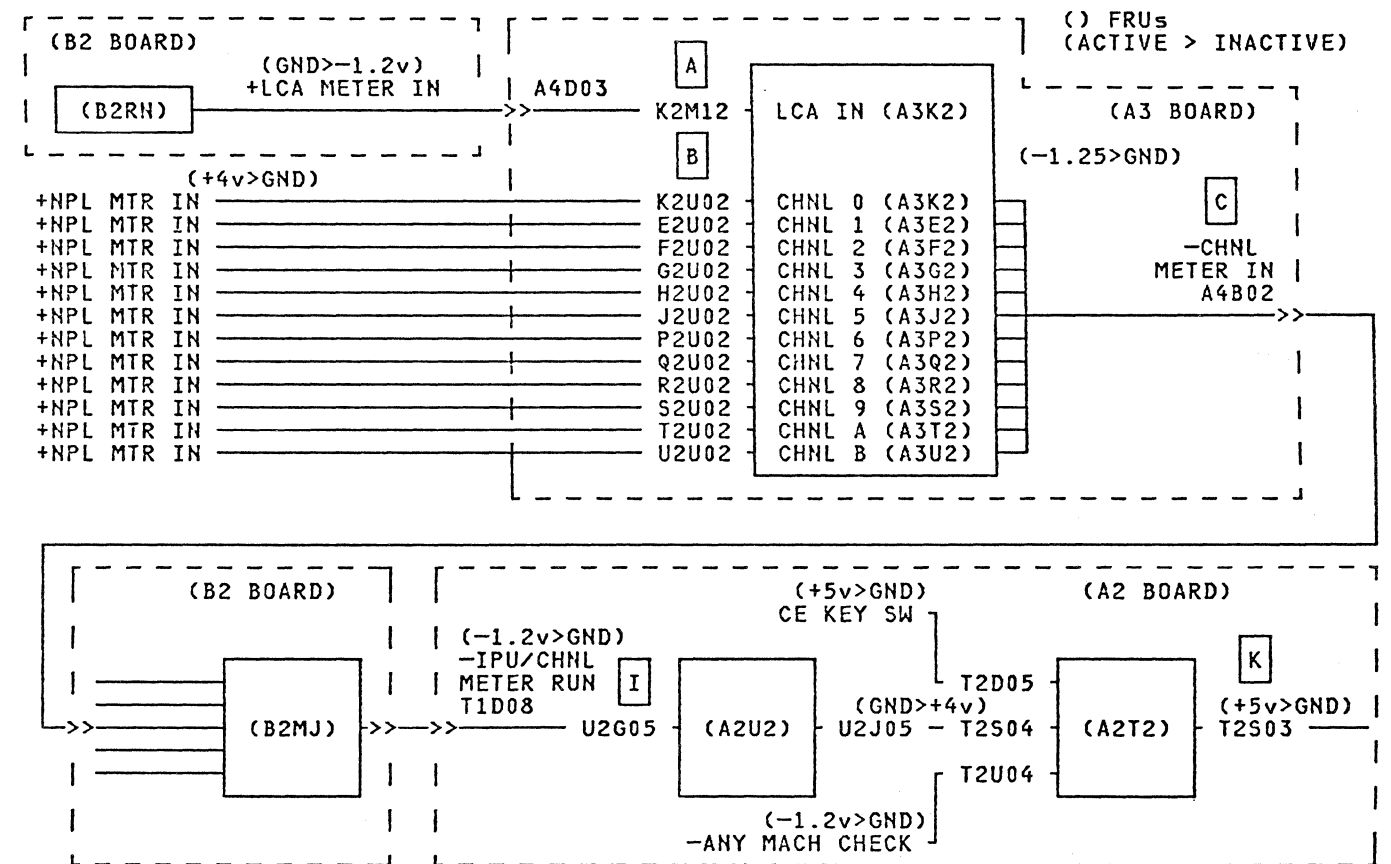 () FRUs
(ACTIVE > INACTIVE)
(B2 BOARD)
(GND>-1.2v)
+LCA METER IN
(B2RN)
A4D03
A
K2M12
LCA IN (A3K2)
(A3 BOARD)
B
(-1.25>GND)
(+4v>GND)
+NPL MTR IN K2U02 CHNL 0 (A3K2)
+NPL MTR IN E2U02 CHNL 1 (A3E2)
+NPL MTR IN F2U02 CHNL 2 (A3F2)
+NPL MTR IN G2U02 CHNL 3 (A3G2)
+NPL MTR IN H2U02 CHNL 4 (A3H2)
+NPL MTR IN J2U02 CHNL 5 (A3J2)
+NPL MTR IN P2U02 CHNL 6 (A3P2)
+NPL MTR IN Q2U02 CHNL 7 (A3Q2)
+NPL MTR IN R2U02 CHNL 8 (A3R2)
+NPL MTR IN S2U02 CHNL 9 (A3S2)
+NPL MTR IN T2U02 CHNL A (A3T2)
+NPL MTR IN U2U02 CHNL B (A3U2)
C
-CHNL
METER IN
A4B02
(B2 BOARD)
(B2MJ)
(-1.2v>GND)
-IPU/CHNL
METER RUN
T1D08
I
U2G05
(A2U2)
(+5v>GND)
CE KEY SW
(A2 BOARD)
T2D05
(GND>+4v)
U2J05 - T2S04
(A2T2)
T2U04
(-1.2v>GND)
-ANY MACH CHECK
K
(+5v>GND)
T2S03